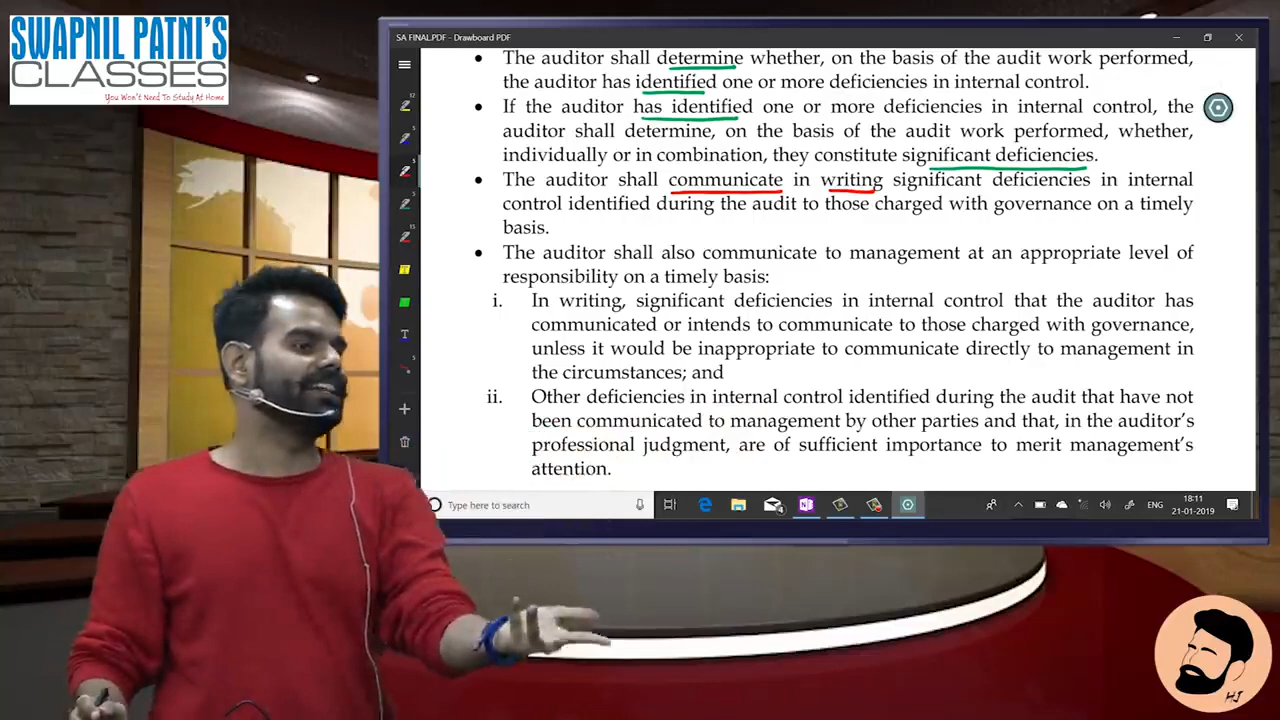 SWAPNIL PATNI'S
CLASSES
You Won't Need To Study At Home
SA FINAL.PDF - Drawboard PDF
• The auditor shall determine whether, on the basis of the audit work performed,
the auditor has identified one or more deficiencies in internal control.
• If the auditor has identified one or more deficiencies in internal control, the
auditor shall determine, on the basis of the audit work performed, whether,
individually or in combination, they constitute significant deficiencies.
• The auditor shall communicate in writing significant deficiencies in internal
control identified during the audit to those charged with governance on a timely
basis.
• The auditor shall also communicate to management at an appropriate level of
responsibility on a timely basis:
i. In writing, significant deficiencies in internal control that the auditor has
communicated or intends to communicate to those charged with governance,
unless it would be inappropriate to communicate directly to management in
the circumstances; and
ii. Other deficiencies in internal control identified during the audit that have not
been communicated to management by other parties and that, in the auditor's
professional judgment, are of sufficient importance to merit management's
attention.
Type here to search
ENG
18:11
21-01-2019
HJ